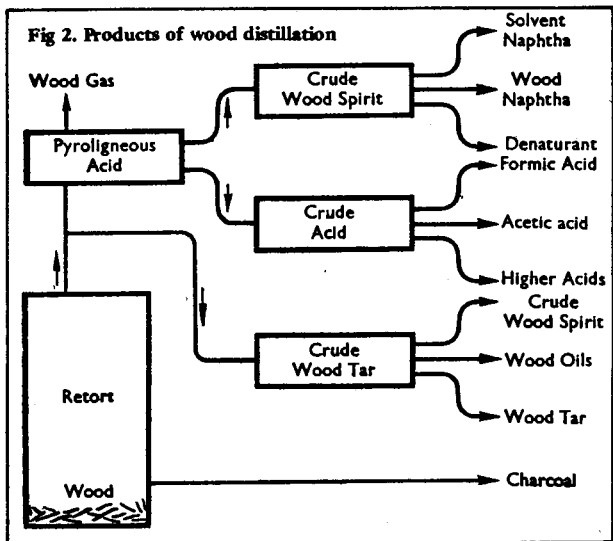 Fig 2. Products of wood distillation
Solvent
Naphtha
Wood Gas
Crude
Wood Spirit
Wood
Naphtha
Pyroligneous
Acid
Denaturant
Formic Acid
Crude
Acid
Acetic acid
Higher Acids
Crude
Wood Spirit
Crude
Wood Tar
Wood Oils
Retort
Wood Tar
Wood
Charcoal